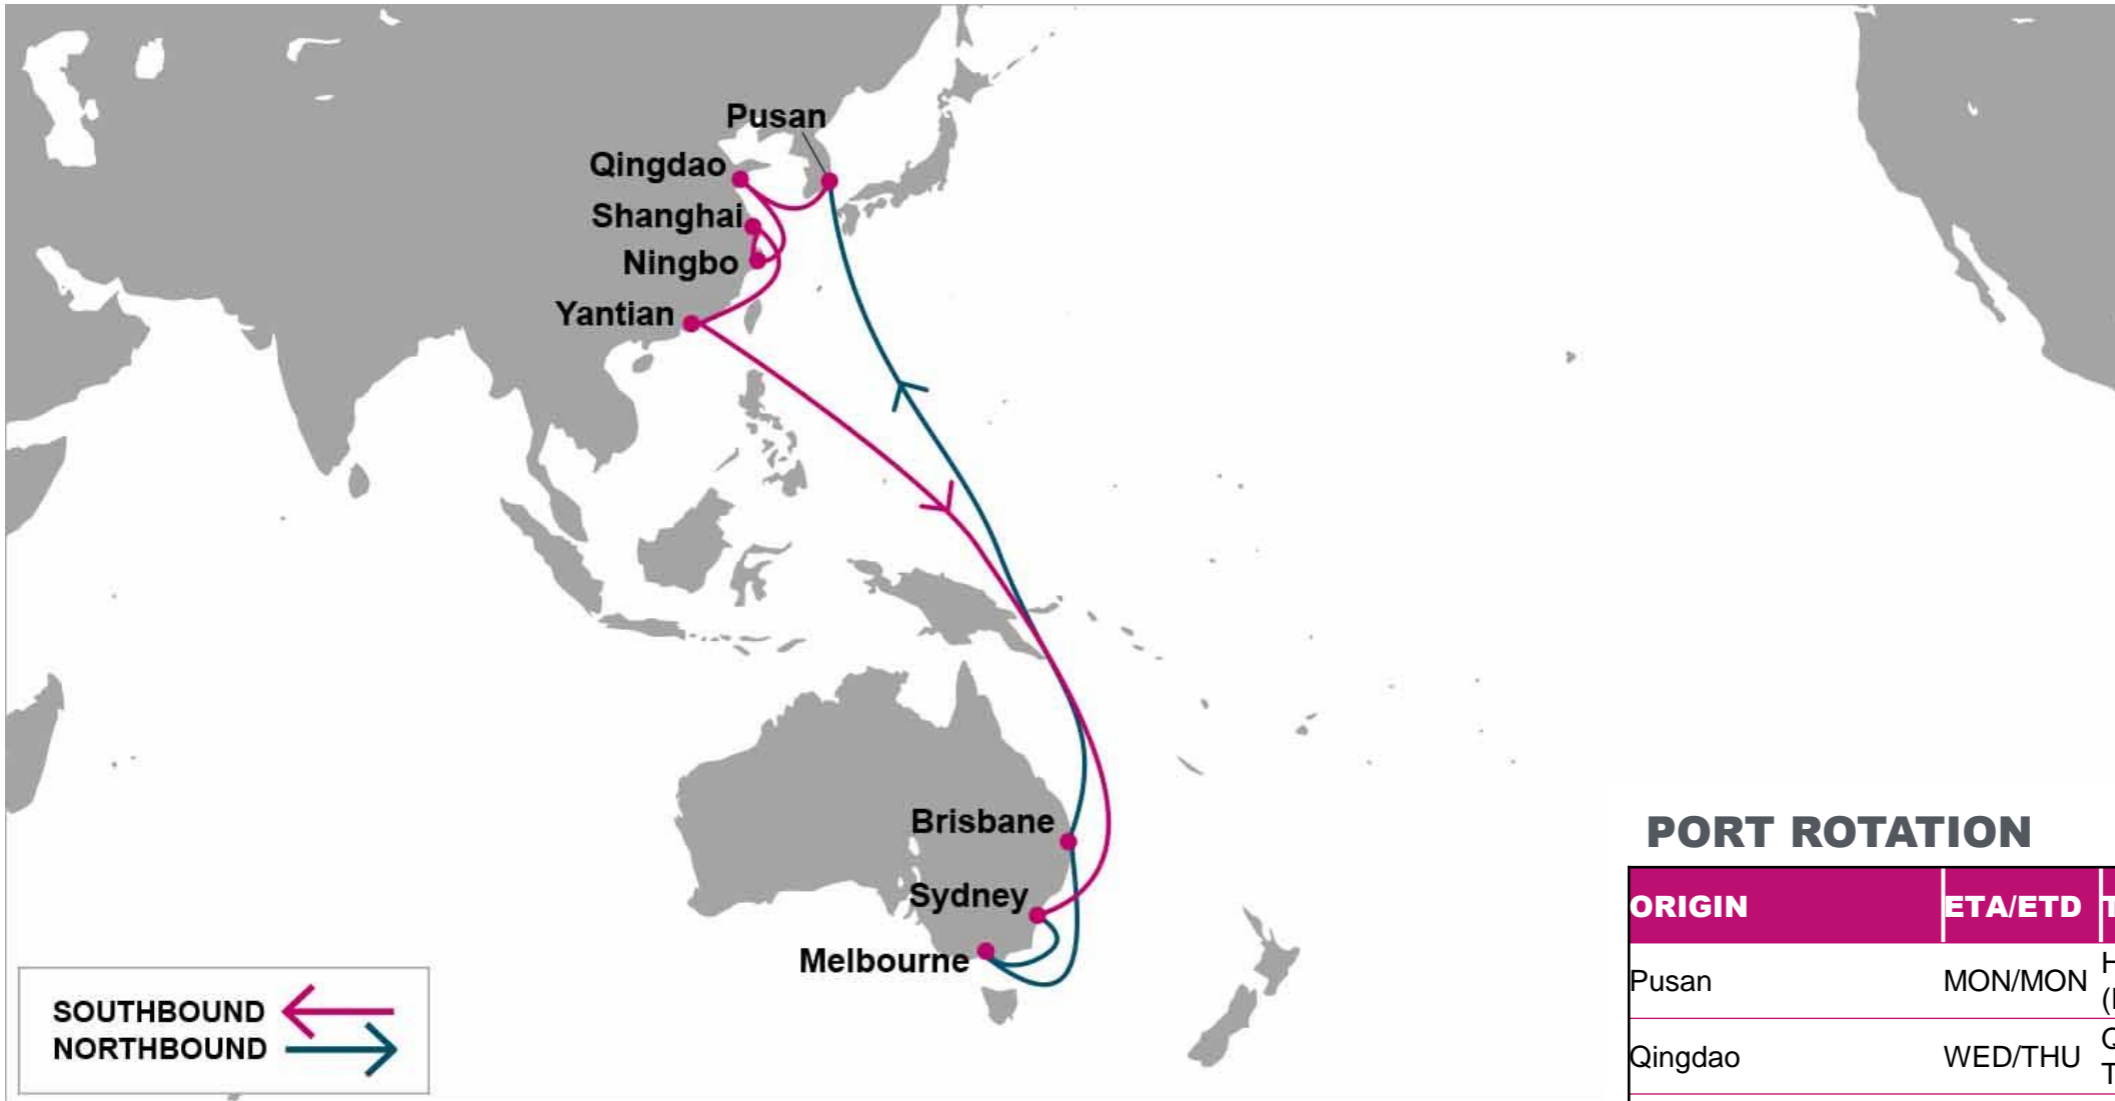 Pusan
Qingdao
Shanghai
Ningbo
Yantian
Brisbane
Sydney
Melbourne
SOUTHBOUND
NORTHBOUND
PORT ROTATION
ORIGIN ETA/ETD
Pusan MON/MON
Qingdao WED/THU